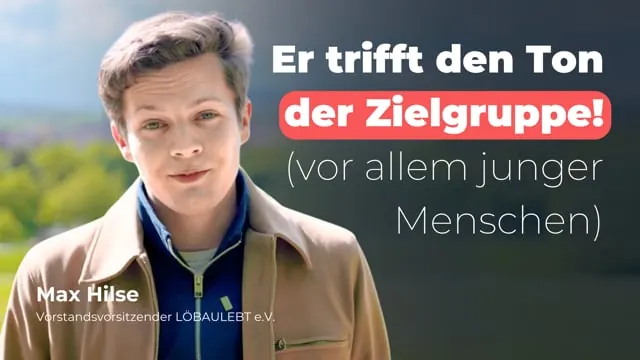 Er trifft den Ton
der Zielgruppe!
(vor allem junger
Menschen)
Max Hilse
Vorstandsvorsitzender LÖBAULEBT e.V.